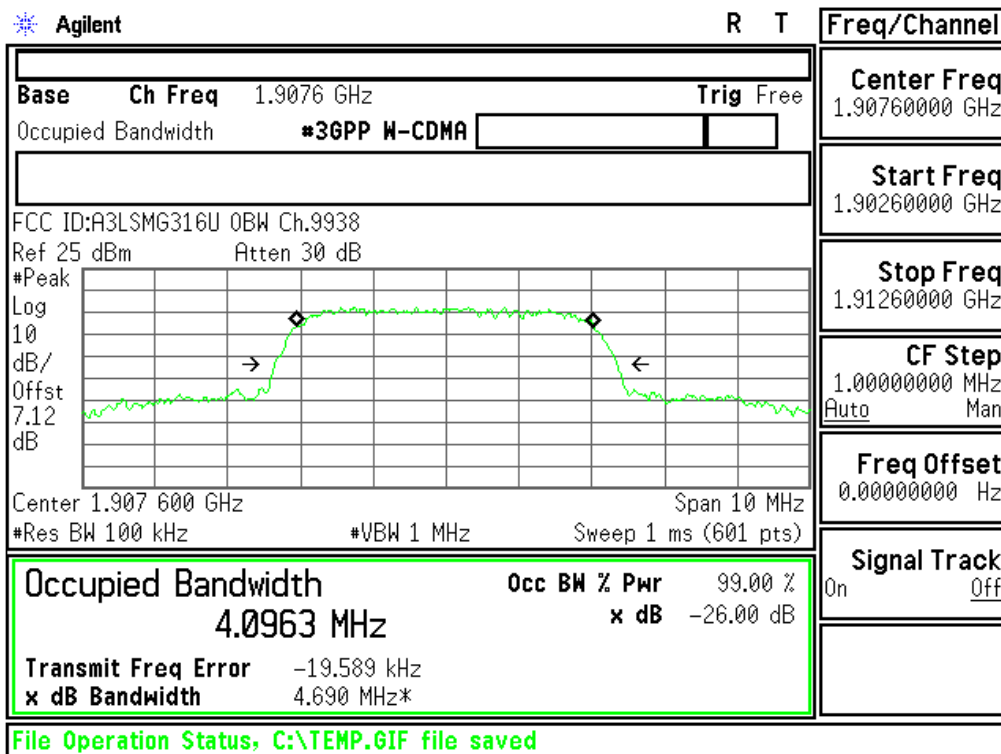 Agilent R T
Base Ch Freq 1.9076 GHz Trig Free
Occupied Bandwidth #3GPP W-CDMA
FCC ID:A3LSMG316U OBW Ch.9938
Ref 25 dBm Atten 30 dB
#Peak
Log
10
dB/
Offst
7.12
dB
Center 1.907 600 GHz Span 10 MHz
#Res BW 100 kHz #VBW 1 MHz Sweep 1 ms (601 pts)
Occupied Bandwidth Occ BW % Pwr 99.00 %
4.0963 MHz x dB -26.00 dB
Transmit Freq Error -19.589 kHz
x dB Bandwidth 4.690 MHz*
File Operation Status, C:\TEMP.GIF file saved
Freq/Channel
Center Freq
1.90760000 GHz
Start Freq
1.90260000 GHz
Stop Freq
1.91260000 GHz
CF Step
1.00000000 MHz
Auto Man
Freq Offset
0.00000000 Hz
Signal Track
On Off